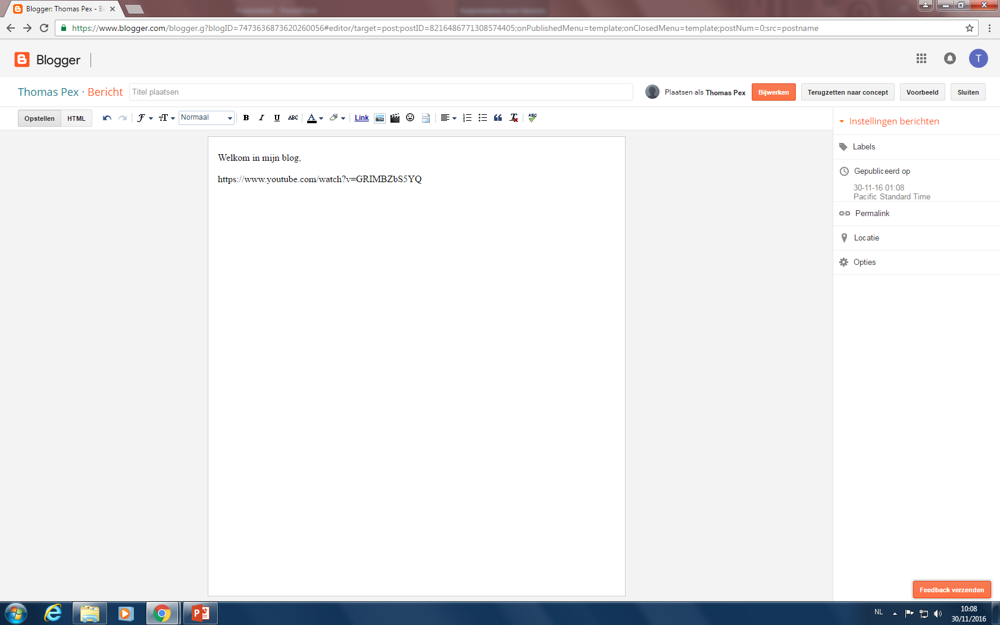 Blogger: Thomas Pex - Be
https://www.blogger.com/blogger.g?blogID=7473636873620260056#editor/target=post;postID=8216486771308574405;onPublishedMenu=template;onClosedMenu=template;postNum=0;src=postname
Blogger
T
Thomas Pex · Bericht
Titel plaatsen
Plaatsen als Thomas Pex
Bijwerken
Terugzetten naar concept
Voorbeeld
Sluiten
Opstellen
HTML
Normaal
B
I
U
ABC
A
Link
ABC
Instellingen berichten
Welkom in mijn blog,
https://www.youtube.com/watch?v=GRIMBZbS5YQ
Labels
Gepubliceerd op
30-11-16 01:08
Pacific Standard Time
Permalink
Locatie
Opties
Feedback verzenden
NL
10:08
30/11/2016